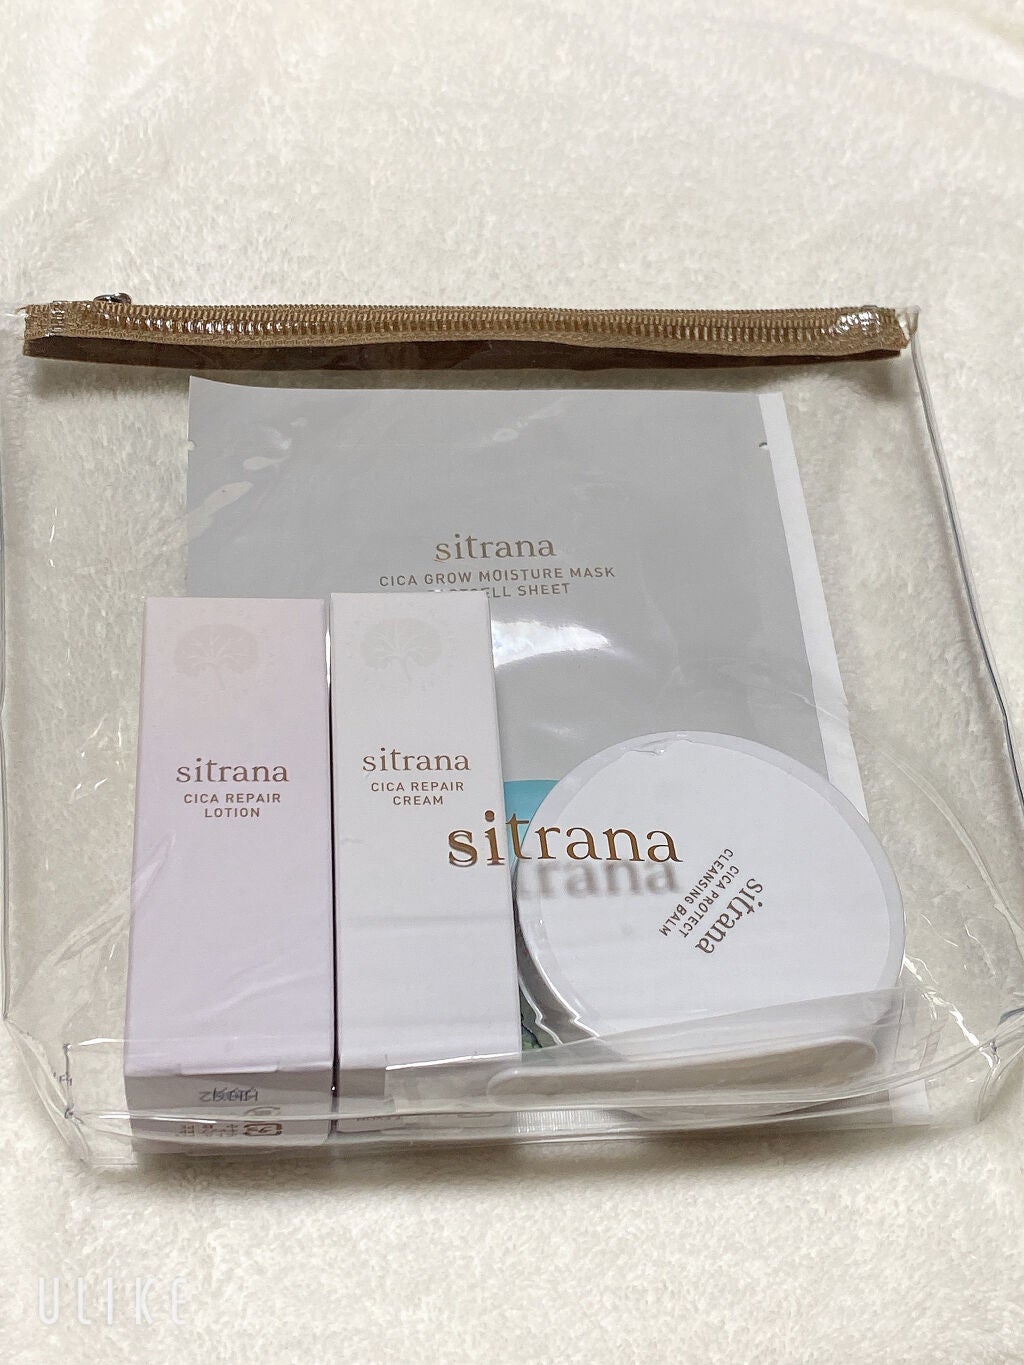 sitrana
CICA GROW MOISTURE MASK
SHEET
sitrana
CICA REPAIR
LOTION
sitrana
CICA REPAIR
CREAM
sitrana
sitrana
CICA PROTECT
CLEANSING BALM
ULIKE